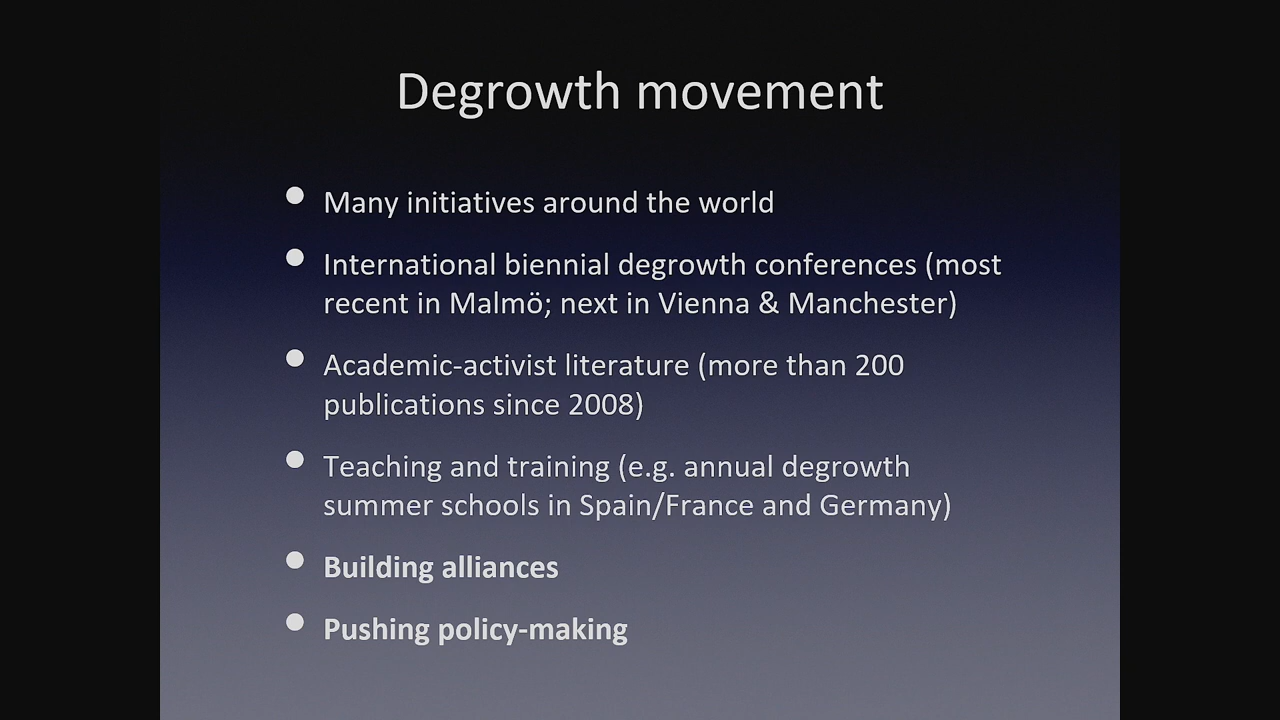 Degrowth movement
• Many initiatives around the world
• International biennial degrowth conferences (most
recent in Malmö; next in Vienna & Manchester)
• Academic-activist literature (more than 200
publications since 2008)
• Teaching and training (e.g. annual degrowth
summer schools in Spain/France and Germany)
• Building alliances
• Pushing policy-making